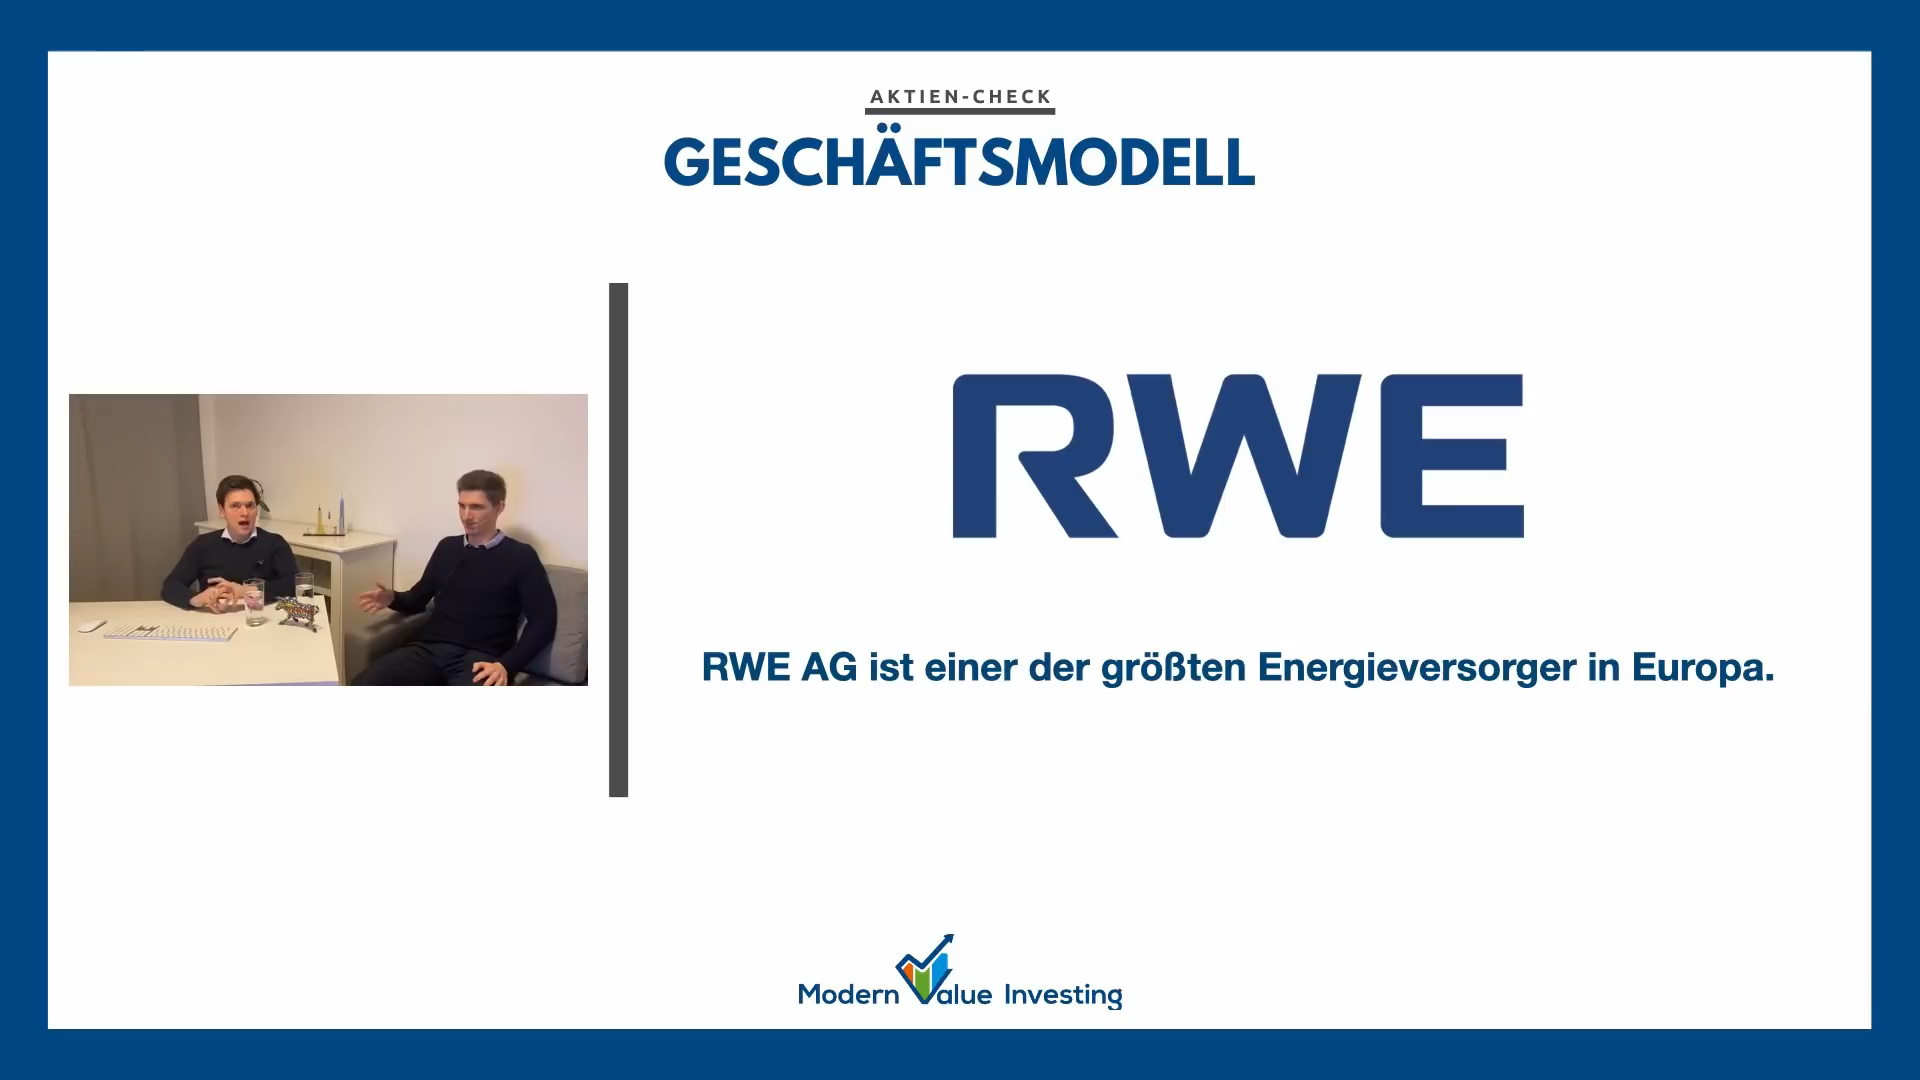 AKTIEN-CHECK
GESCHÄFTSMODELL
RWE
RWE AG ist einer der größten Energieversorger in Europa.
Modern Value Investing